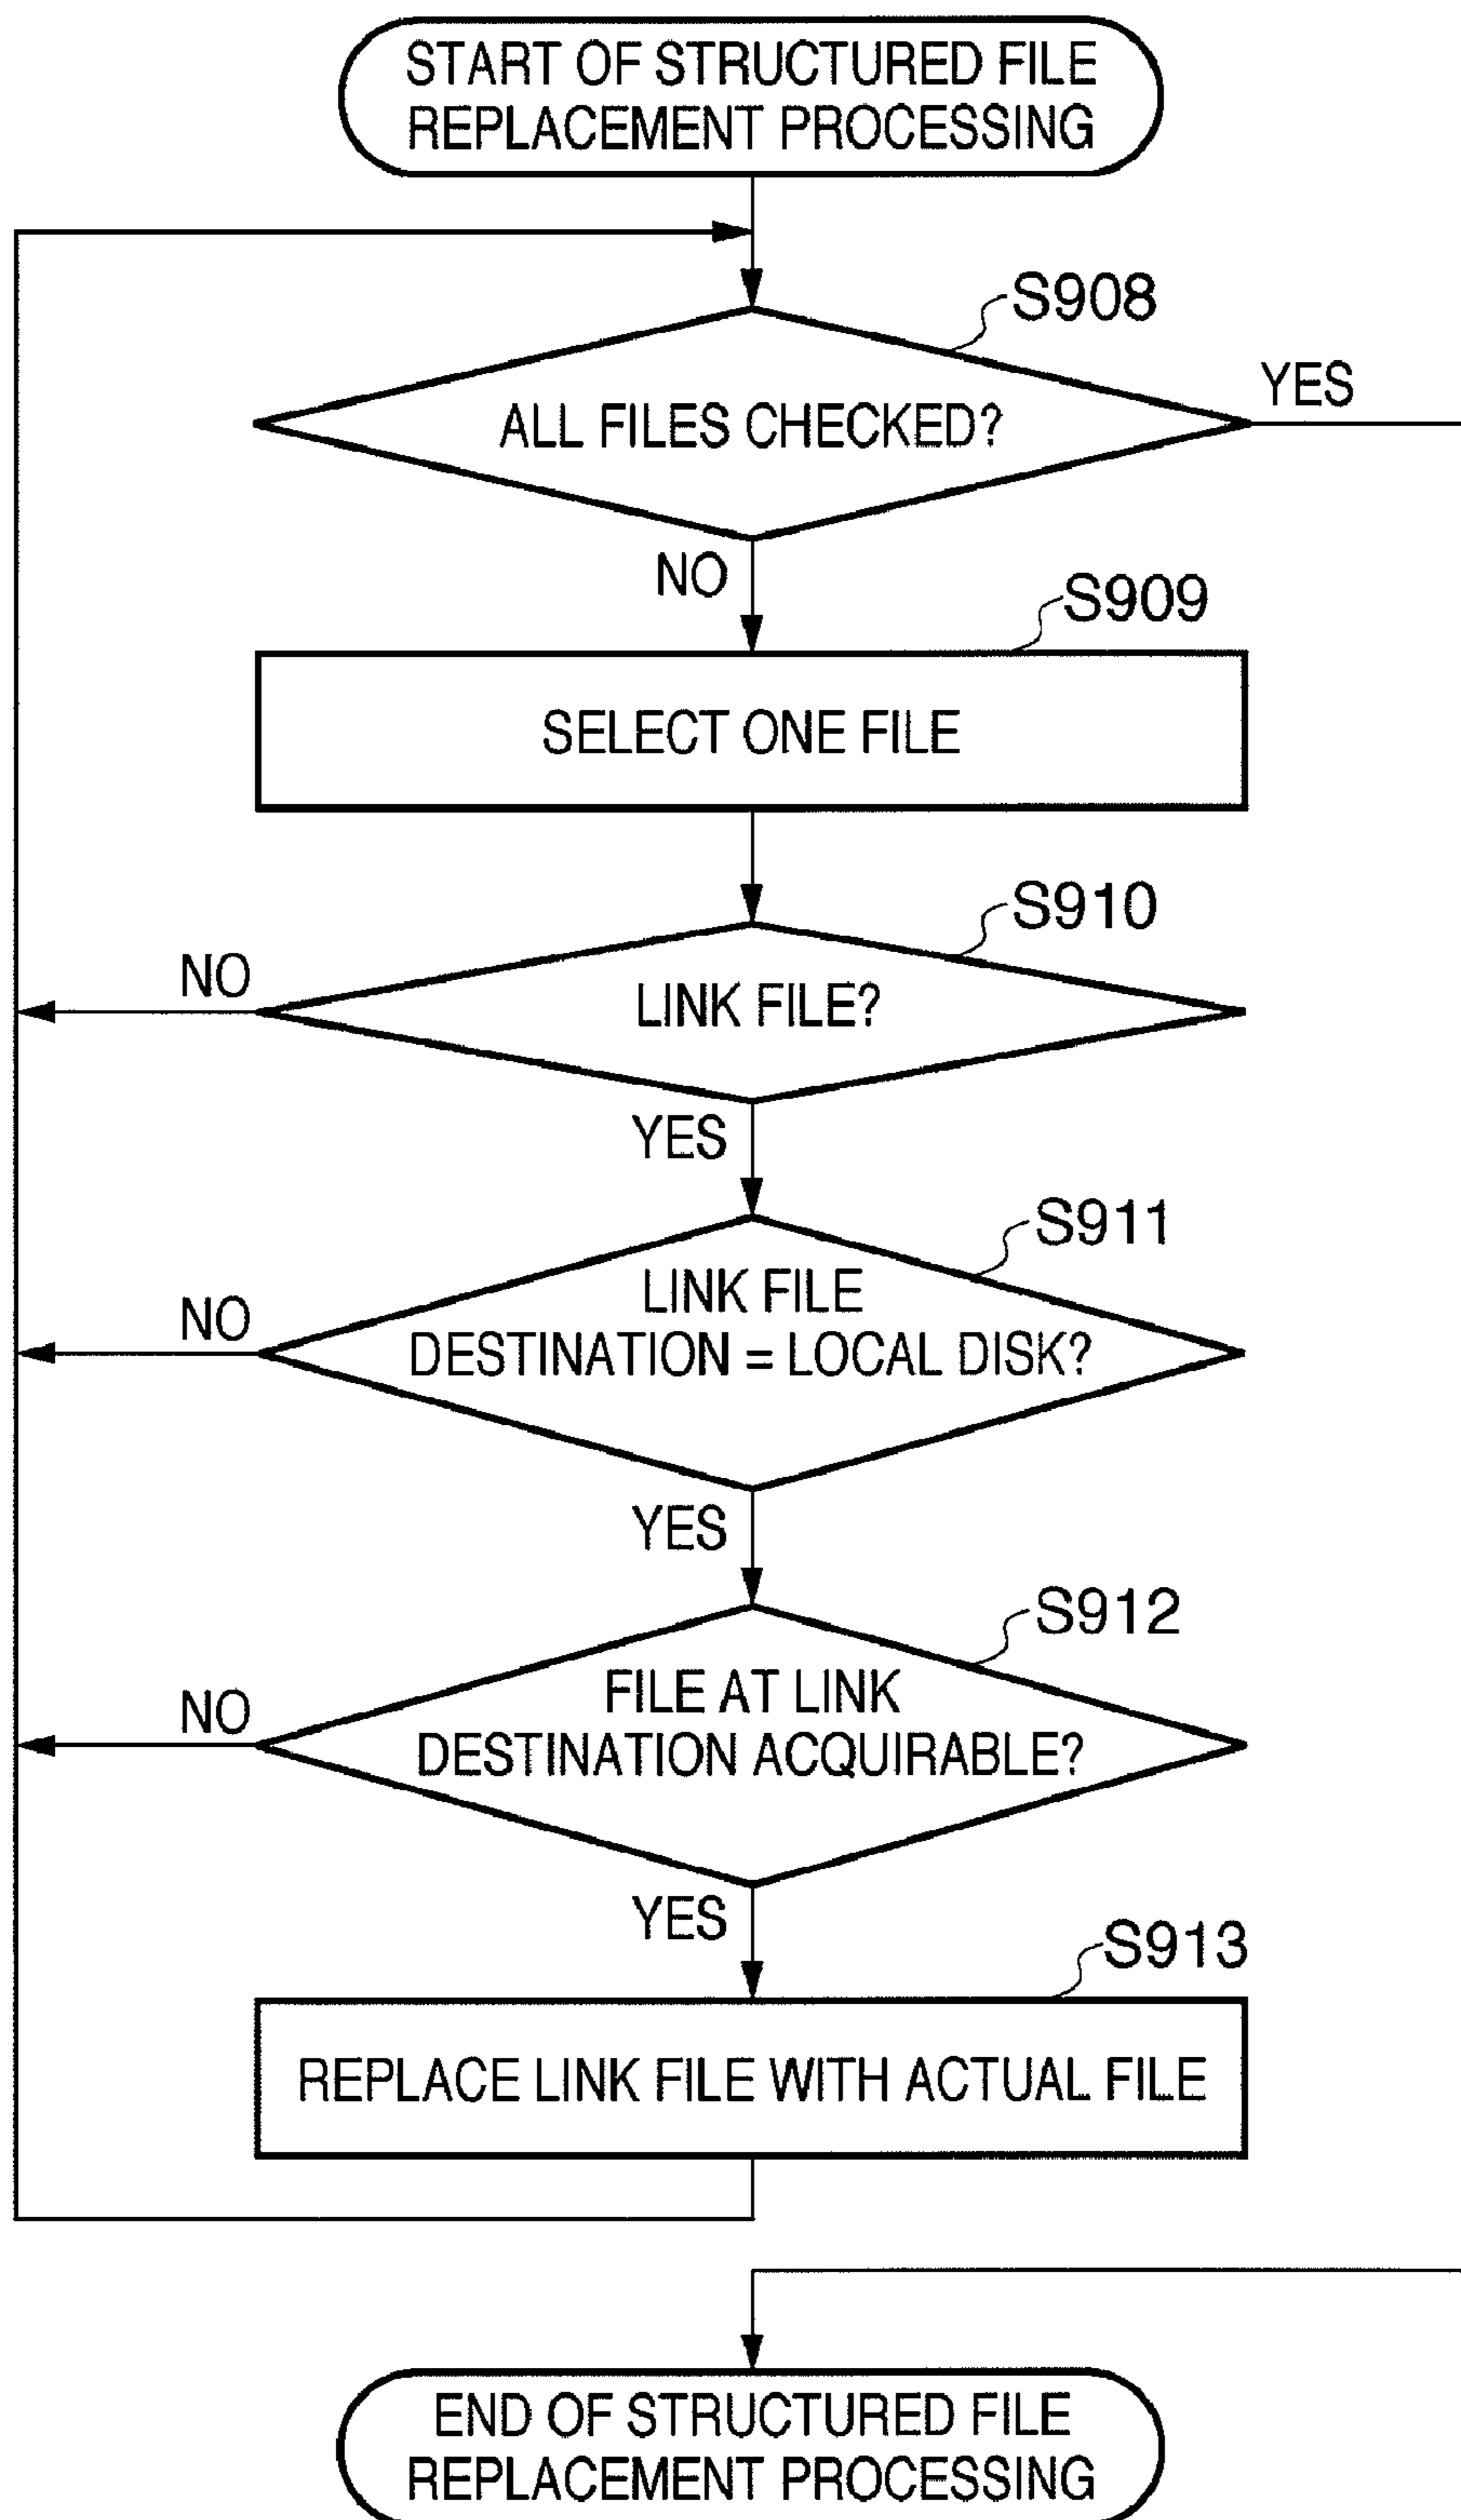 START OF STRUCTURED FILE
REPLACEMENT PROCESSING
S908
YES
ALL FILES CHECKED?
NO
S909
SELECT ONE FILE
S910
NO
LINK FILE?
YES
S911
LINK FILE
NO
DESTINATION = LOCAL DISK?
YES
S912
FILE AT LINK
NO
DESTINATION ACQUIRABLE?
YES
S913
REPLACE LINK FILE WITH ACTUAL FILE
END OF STRUCTURED FILE
REPLACEMENT PROCESSING